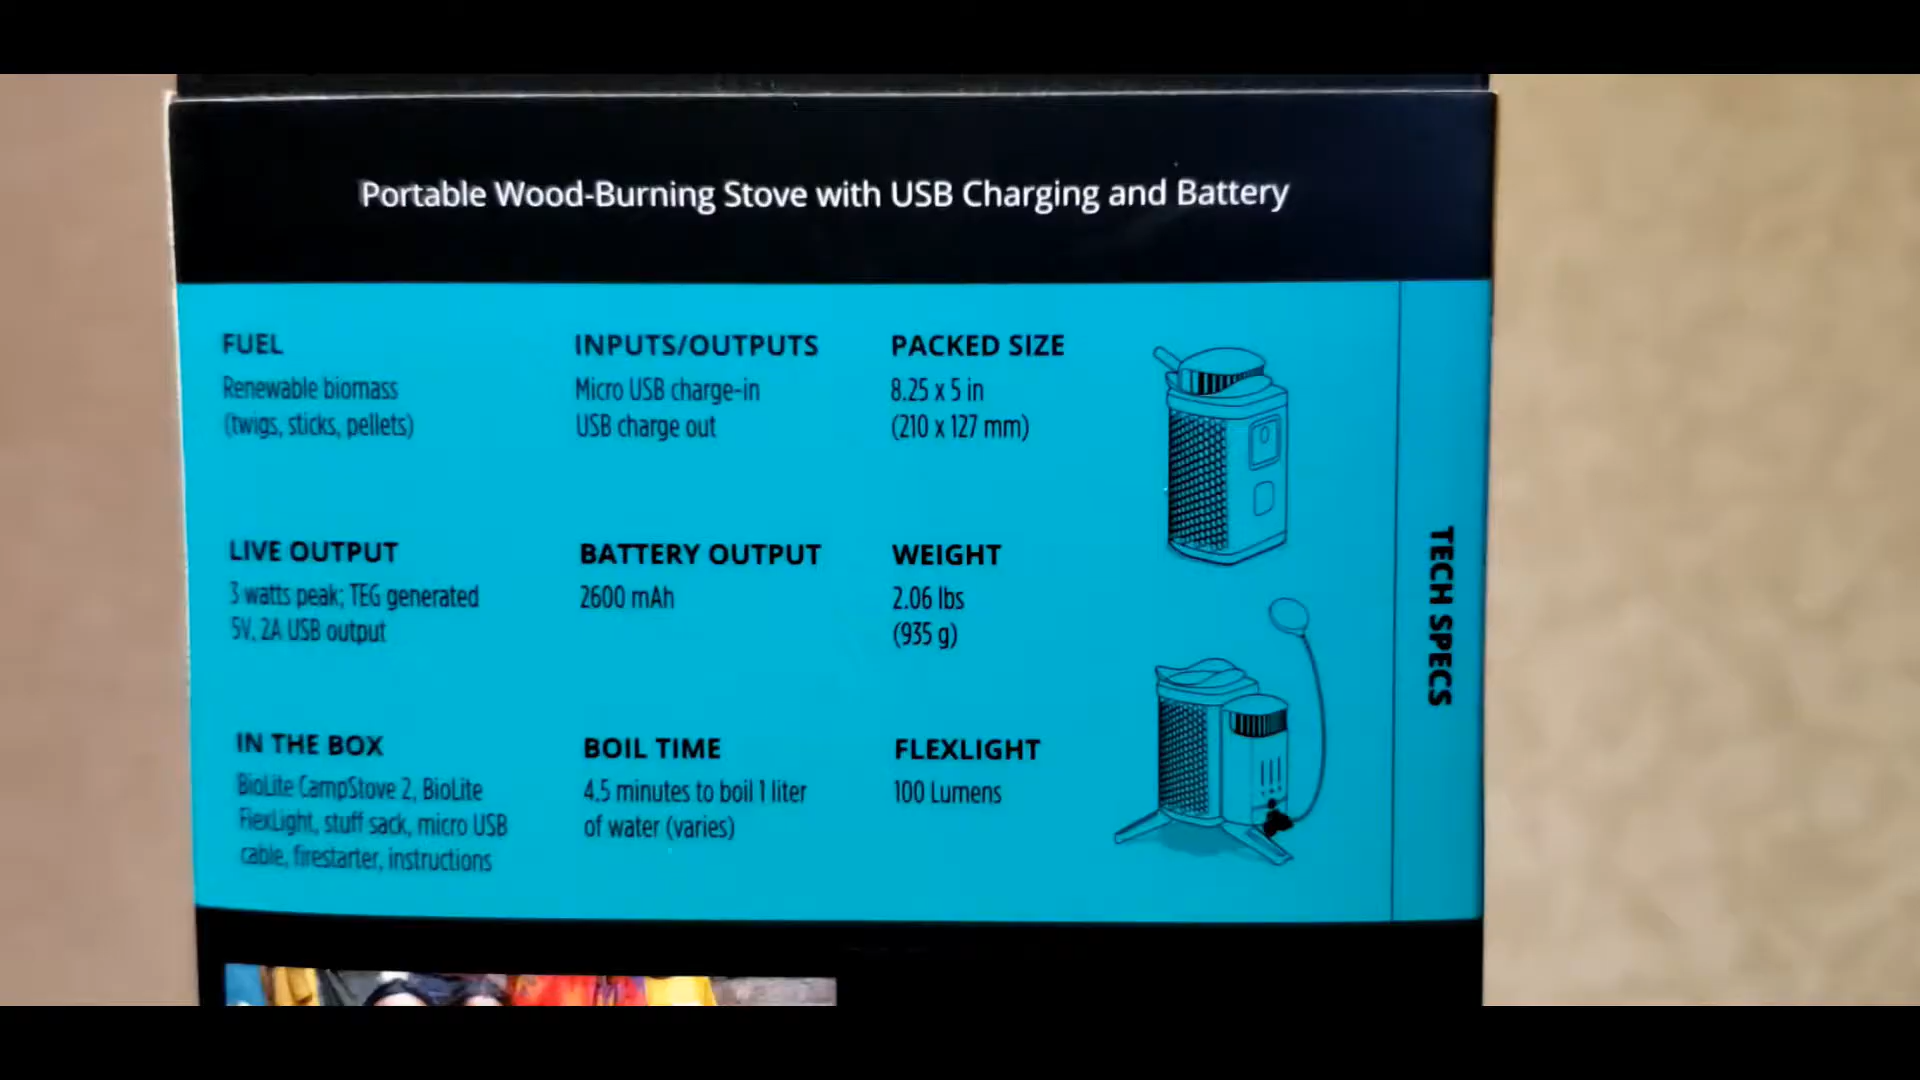 Portable Wood-Burning Stove with USB Charging and Battery
FUEL
Renewable biomass
(twigs, sticks, pellets)
INPUTS/OUTPUTS
Micro USB charge-in
USB charge out
PACKED SIZE
8.25 x 5 in
(210 x 127 mm)
LIVE OUTPUT
3 watts peak; TEG generated
5V, 2A USB output
BATTERY OUTPUT
2600 mAh
WEIGHT
2.06 lbs
(935 g)
IN THE BOX
BioLite CampStove 2, BioLite
FlexLight, stuff sack, micro USB
cable, firestarter, instructions
BOIL TIME
4.5 minutes to boil 1 liter
of water (varies)
FLEXLIGHT
100 Lumens
TECH SPECS